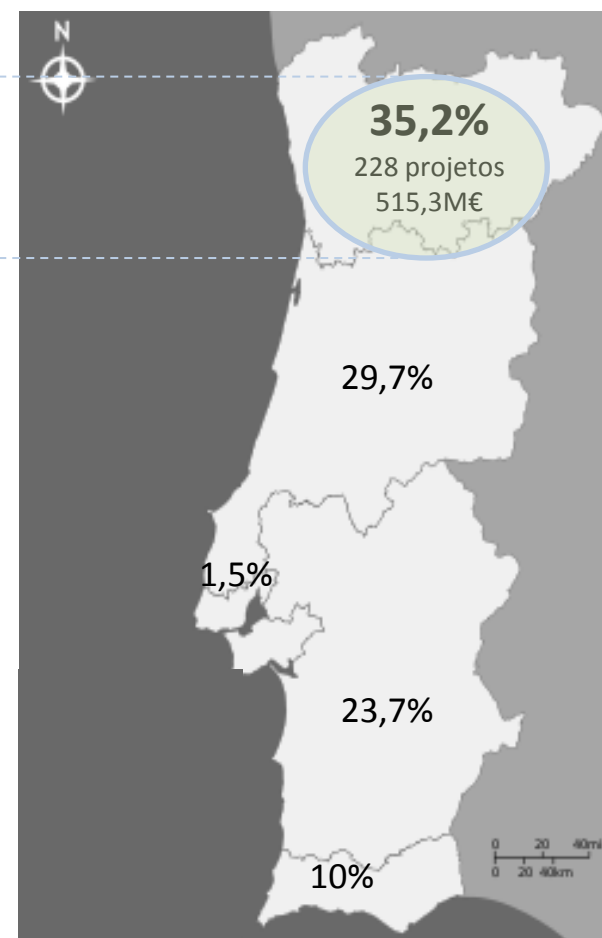 N
35,2%
228 projetos
515,3M€
29,7%
1,5%
23,7%
0 20 40mi
0 20 40km
10%